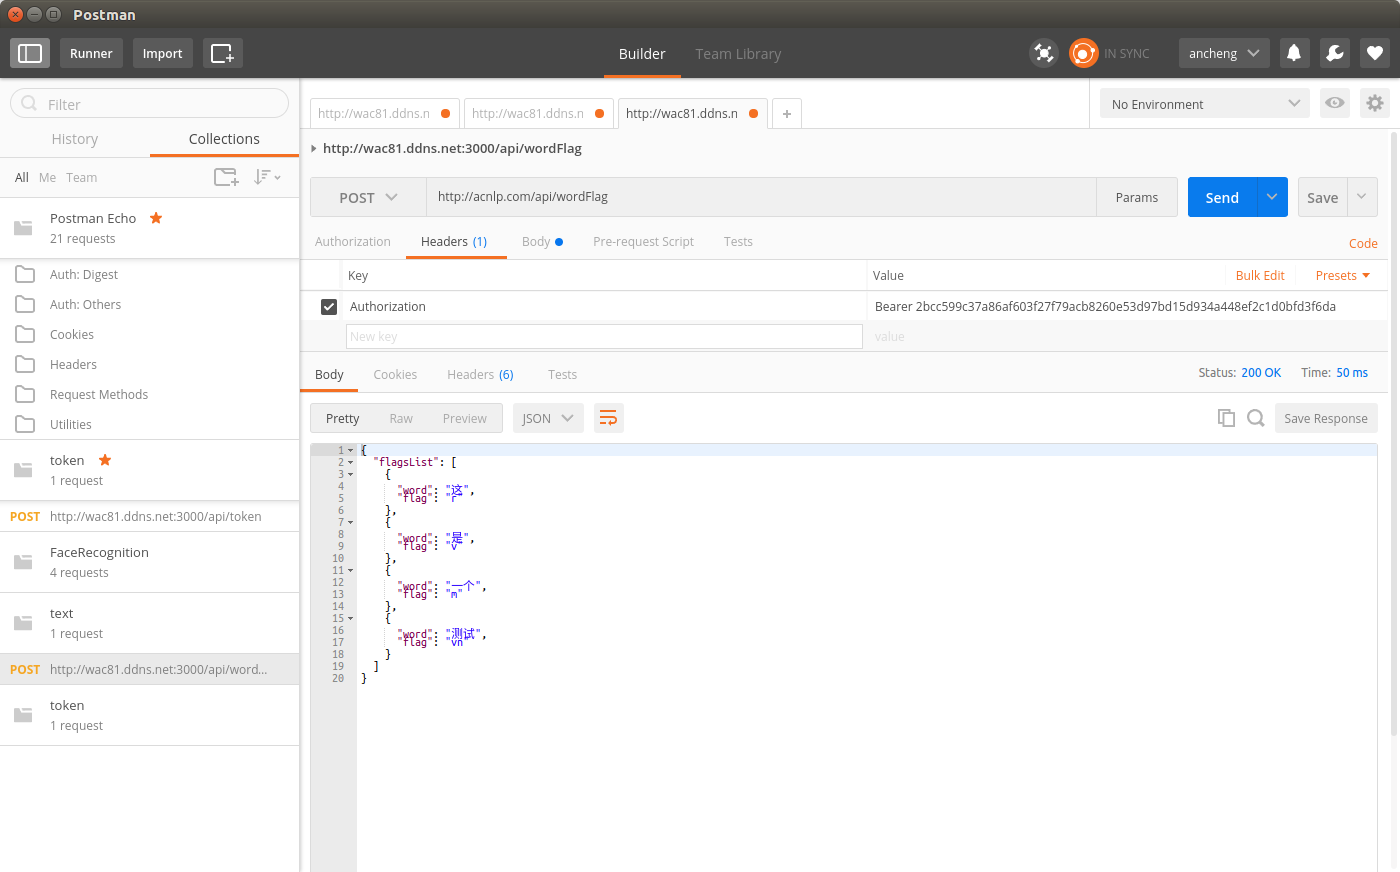 Postman
Runner
Import
Builder
Team Library
IN SYNC
ancheng
Filter
History
Collections
All Me Team
Postman Echo
21 requests
Auth: Digest
Auth: Others
Cookies
Headers
Request Methods
Utilities
token
1 request
POST http://wac81.ddns.net:3000/api/token
FaceRecognition
4 requests
text
1 request
POST http://wac81.ddns.net:3000/api/word...
token
1 request
http://wac81.ddns.n
http://wac81.ddns.n
http://wac81.ddns.n
+
No Environment
http://wac81.ddns.net:3000/api/wordFlag
POST
http://acnlp.com/api/wordFlag
Params
Send
Save
Authorization
Headers (1)
Body
Pre-request Script
Tests
Code
Key
Value
Bulk Edit
Presets
Authorization
Bearer 2bcc599c37a86af603f27f79acb8260e53d97bd15d934a448ef2c1d0bfd3f6da
New key
value
Body
Cookies
Headers (6)
Tests
Status: 200 OK
Time: 50 ms
Pretty
Raw
Preview
JSON
Save Response
1 {
2 "flagsList": [
3 {
4 "word": "这",
5 "flag": "r"
6 },
7 {
8 "word": "是",
9 "flag": "v"
10 },
11 {
12 "word": "一个",
13 "flag": "m"
14 },
15 {
16 "word": "测试",
17 "flag": "vn"
18 }
19 ]
20 }